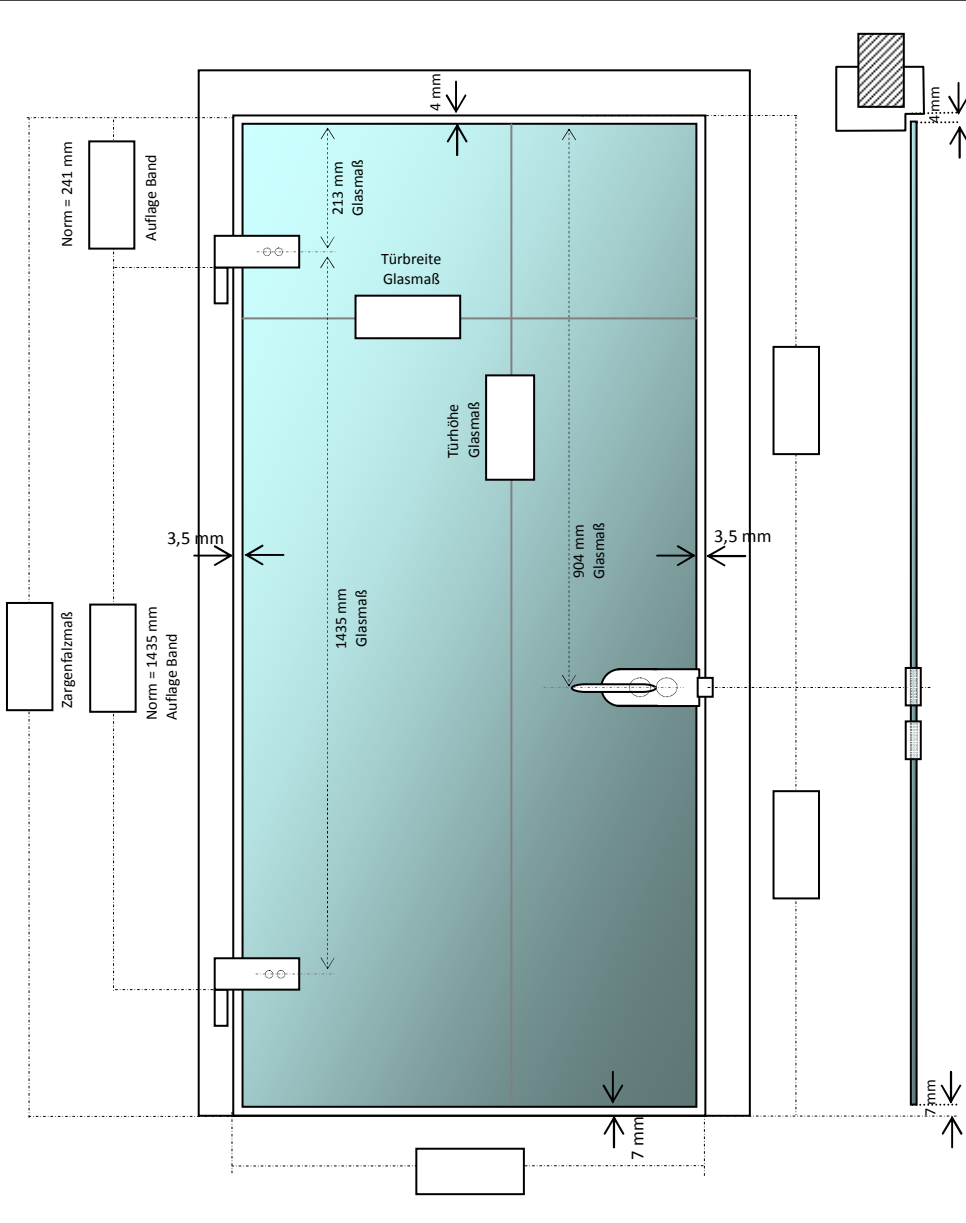 4 mm
4 mm
Norm = 241 mm
Auflage Band
213 mm
Glasmaß
Türbreite
Glasmaß
Türhöhe
Glasmaß
3,5 mm
3,5 mm
904 mm
Glasmaß
1435 mm
Glasmaß
Zargenfalzmaß
Norm = 1435 mm
Auflage Band
7 mm
7 mm